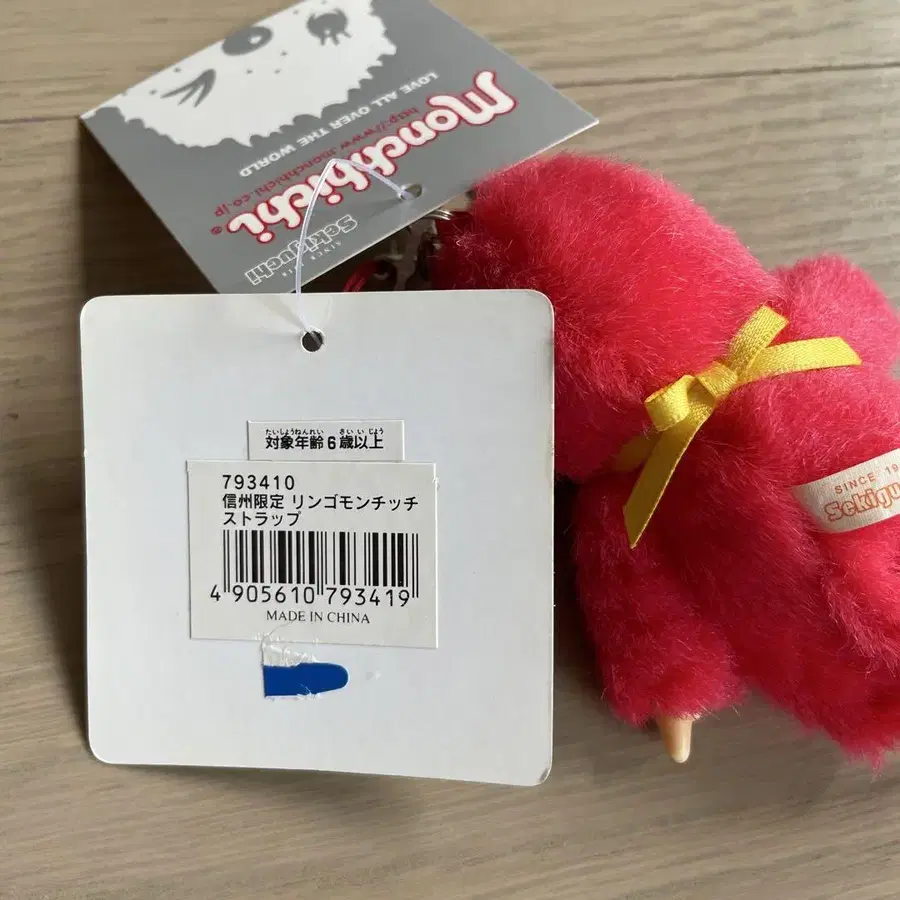 LOVE ALL OVER THE WORLD
Monchhichi®
http://www.monchhichi.co.jp
Sekiguchi
SINCE
たいしょうねんれい さい いじょう
対象年齢6歳以上
793410
信州限定 リンゴモンチッチ
ストラップ
4 905610 793419
MADE IN CHINA
SINCE 19
Sekigu